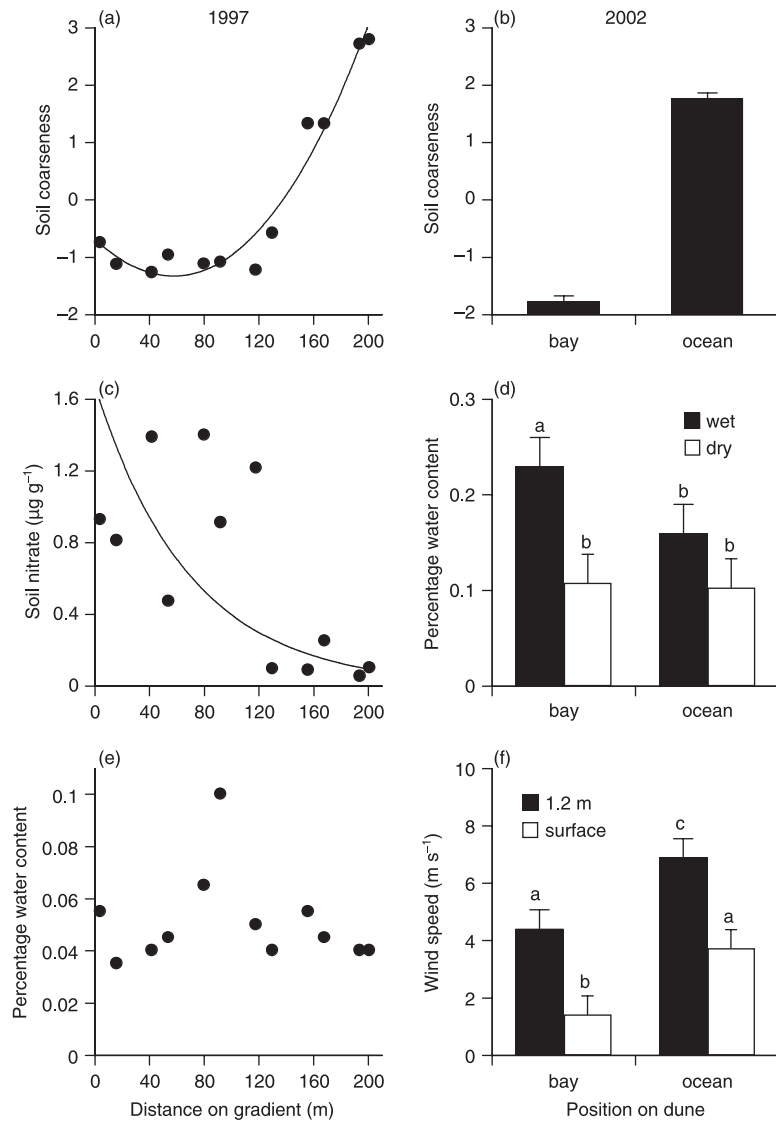 (a) 1997
3
2
1
0
−1
−2
Soil coarseness
0 40 80 120 160 200
(b) 2002
3
2
1
0
−1
−2
Soil coarseness
bay ocean
(c)
1.6
1.2
0.8
0.4
0
Soil nitrate (µg g⁻¹)
0 40 80 120 160 200
(d)
0.3
0.2
0.1
0
Percentage water content
wet
dry
a
b
b
b
bay ocean
(e)
0.1
0.08
0.06
0.04
0.02
0
Percentage water content
0 40 80 120 160 200
Distance on gradient (m)
(f)
10
8
6
4
2
0
Wind speed (m s⁻¹)
1.2 m
surface
a
b
c
a
bay ocean
Position on dune